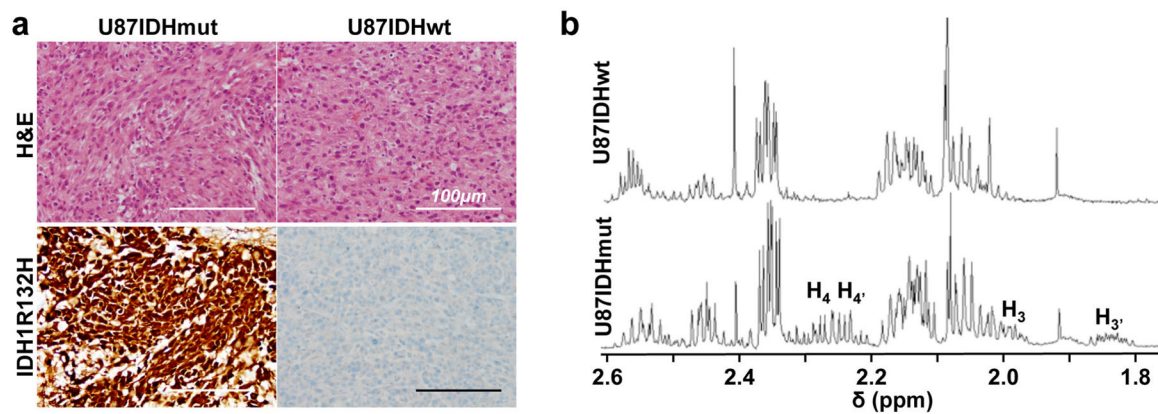 a
U87IDHmut
U87IDHwt
H&E
100μm
IDH1R132H
b
U87IDHwt
U87IDHmut
H4 H4’
H3
H3’
2.6 2.4 2.2 2.0 1.8
δ (ppm)